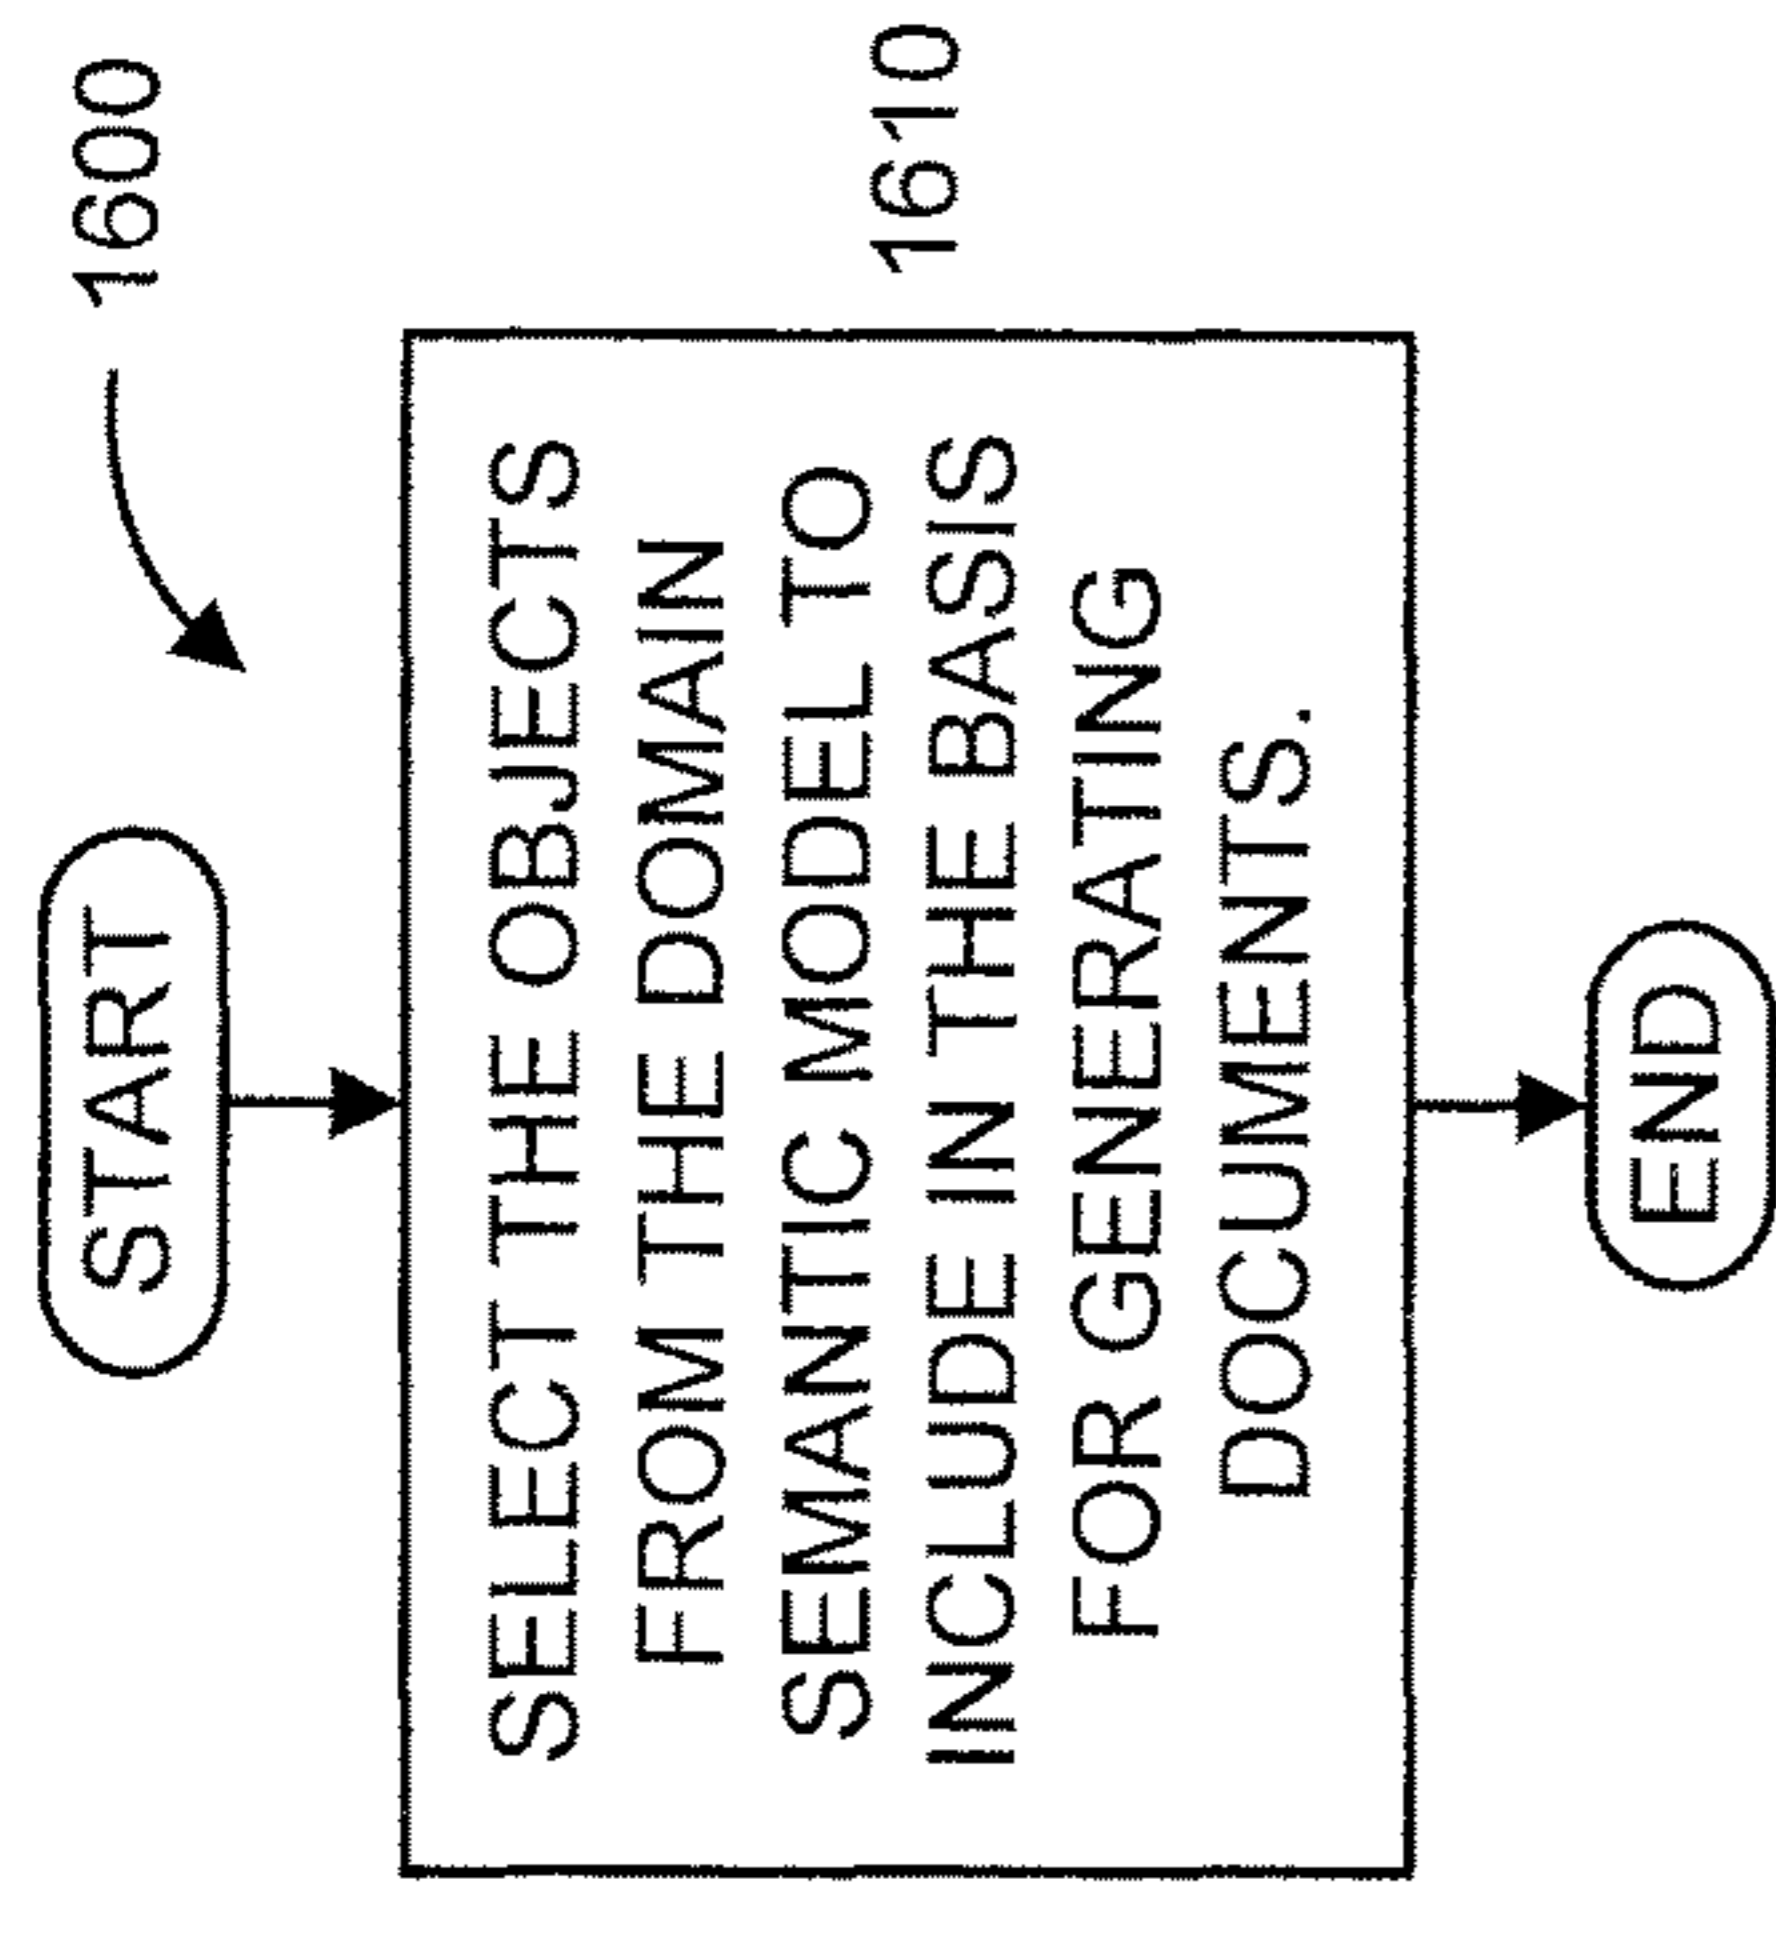 1600
START
SELECT THE OBJECTS
FROM THE DOMAIN
SEMANTIC MODEL TO
INCLUDE IN THE BASIS
FOR GENERATING
DOCUMENTS.
1610
END